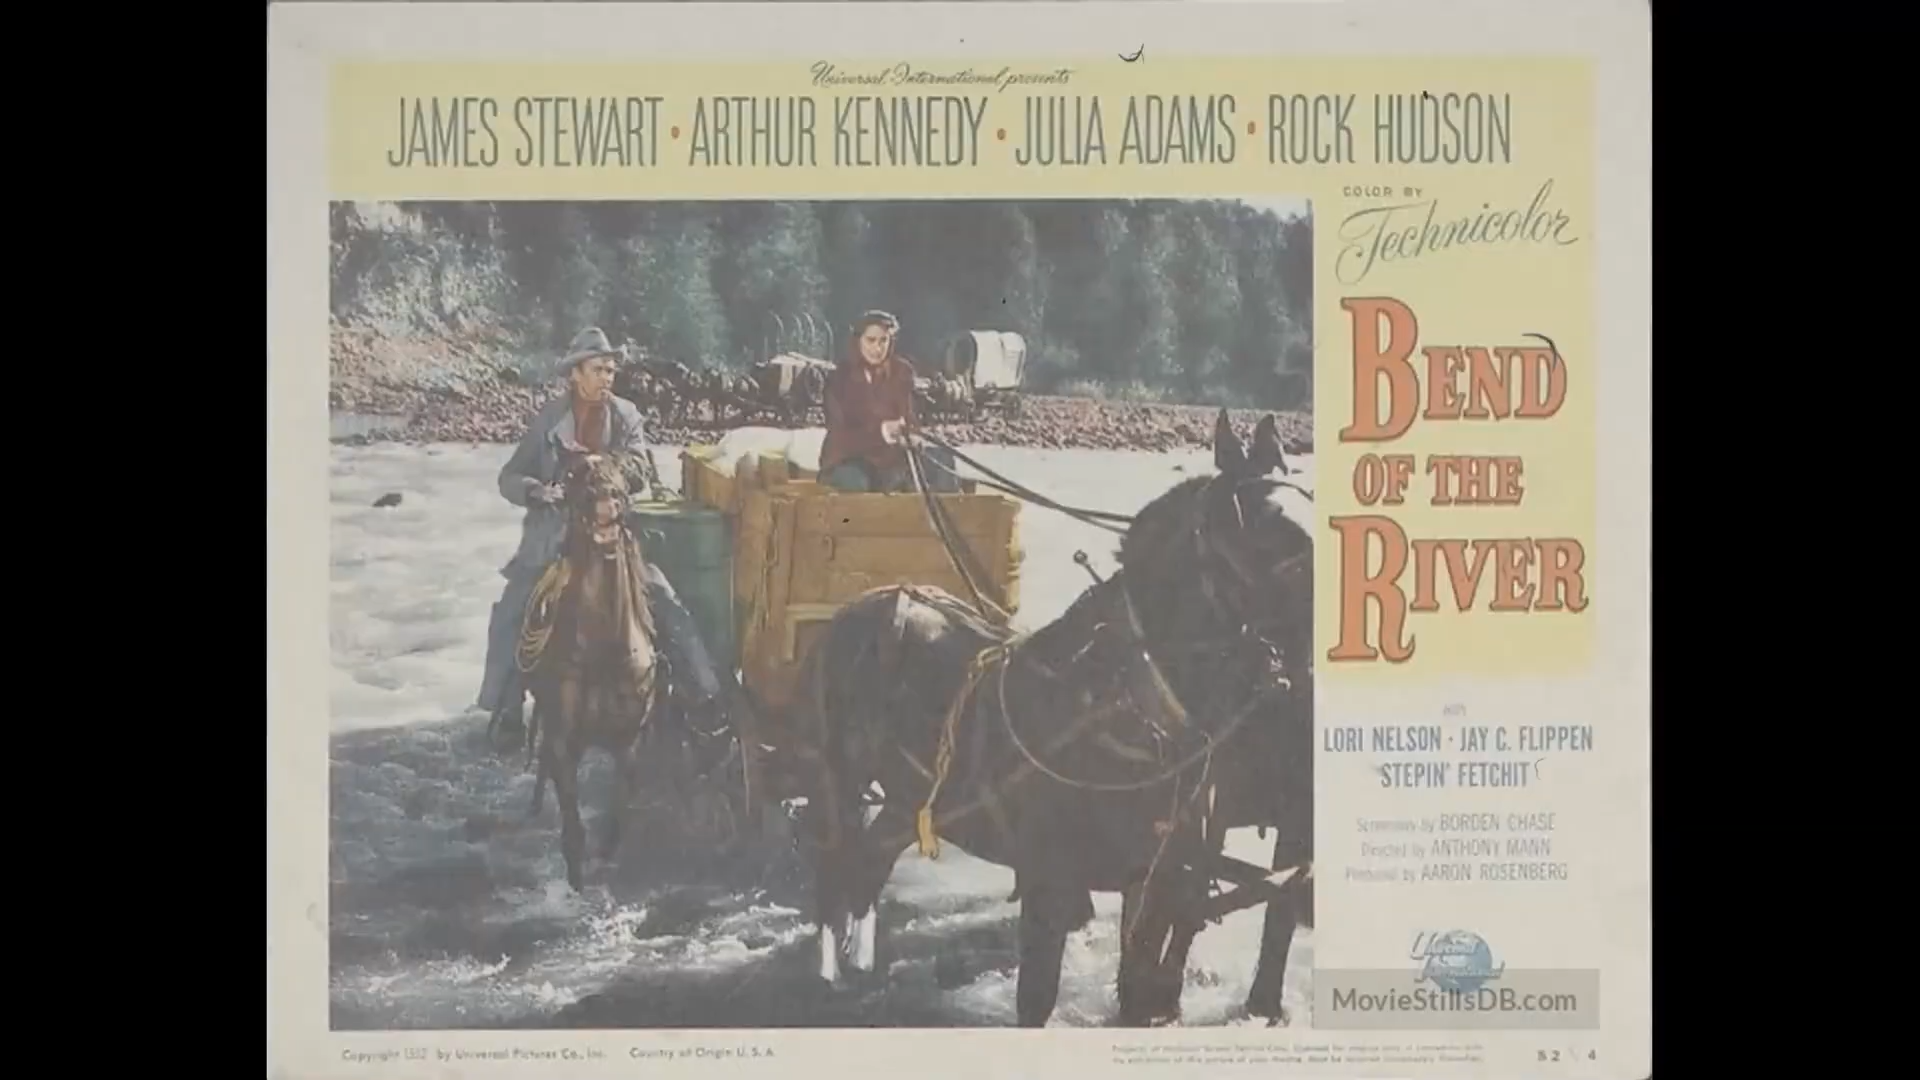 Universal International presents
JAMES STEWART · ARTHUR KENNEDY · JULIA ADAMS · ROCK HUDSON
COLOR BY
Technicolor
BEND
OF THE
RIVER
with
LORI NELSON · JAY C. FLIPPEN
STEPIN' FETCHIT
Screenplay by BORDEN CHASE
Directed by ANTHONY MANN
Produced by AARON ROSENBERG
Universal
International
MovieStillsDB.com
Copyright 1952 by Universal Pictures Co., Inc. Country of Origin U. S. A.
52 4